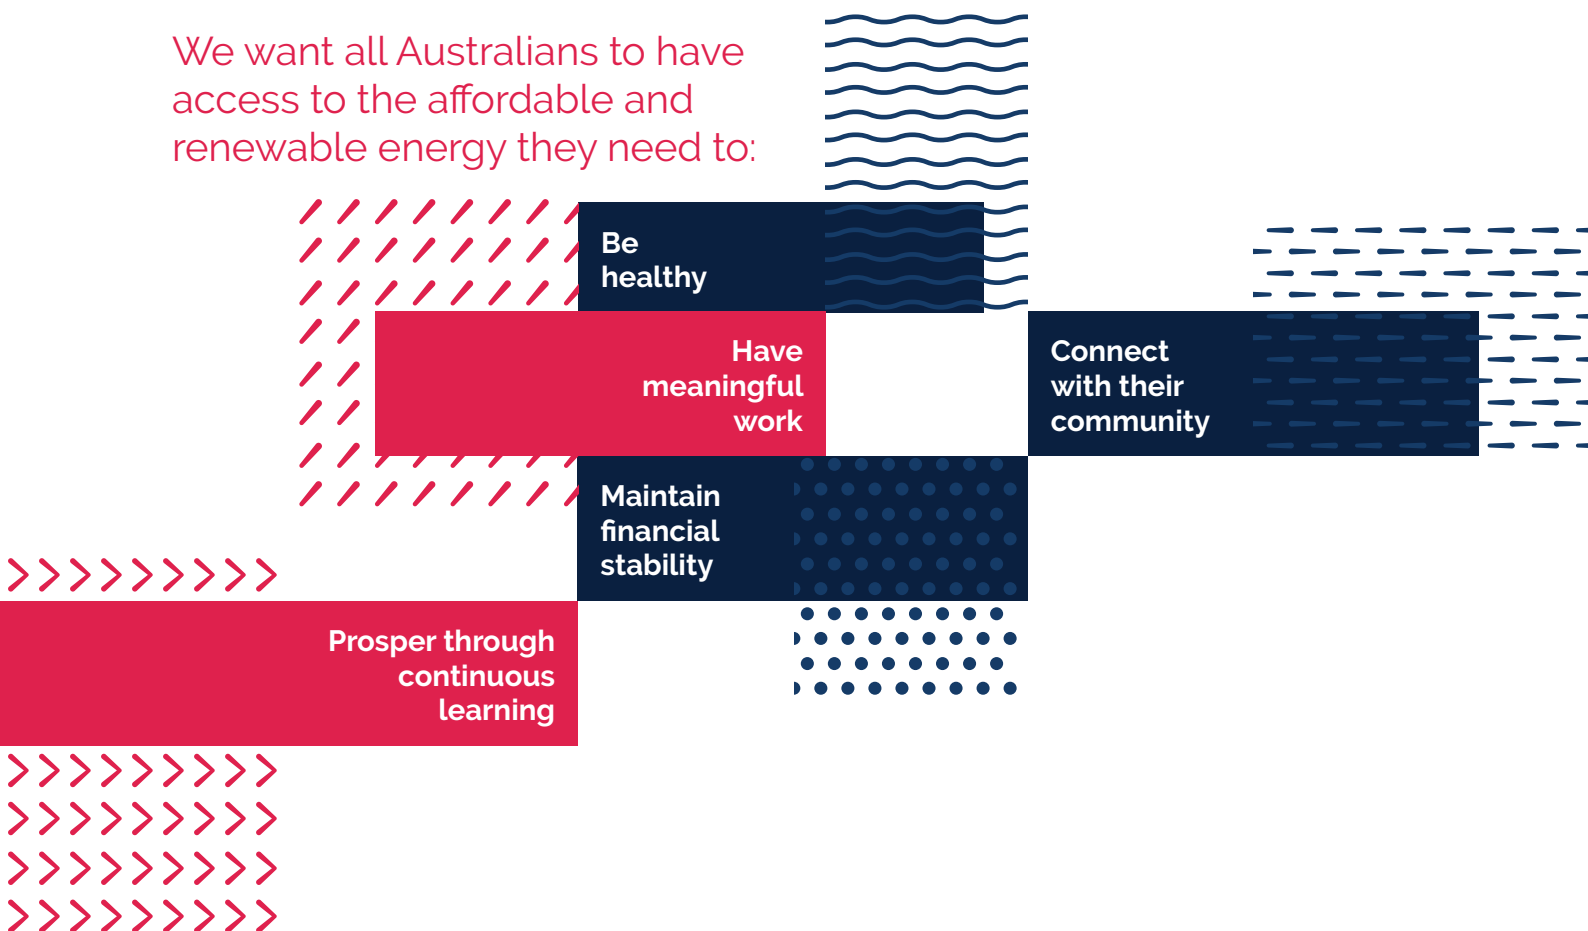 We want all Australians to have
access to the affordable and
renewable energy they need to:
Be
healthy
Have
meaningful
work
Connect
with their
community
Maintain
financial
stability
Prosper through
continuous
learning